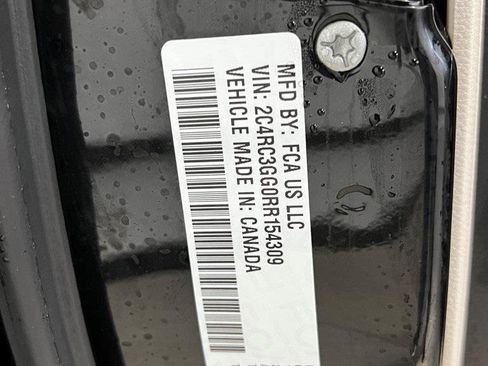 MFD BY: FCA US LLC
VIN: 2C4RC3GG0RR154309
VEHICLE MADE IN: CANADA